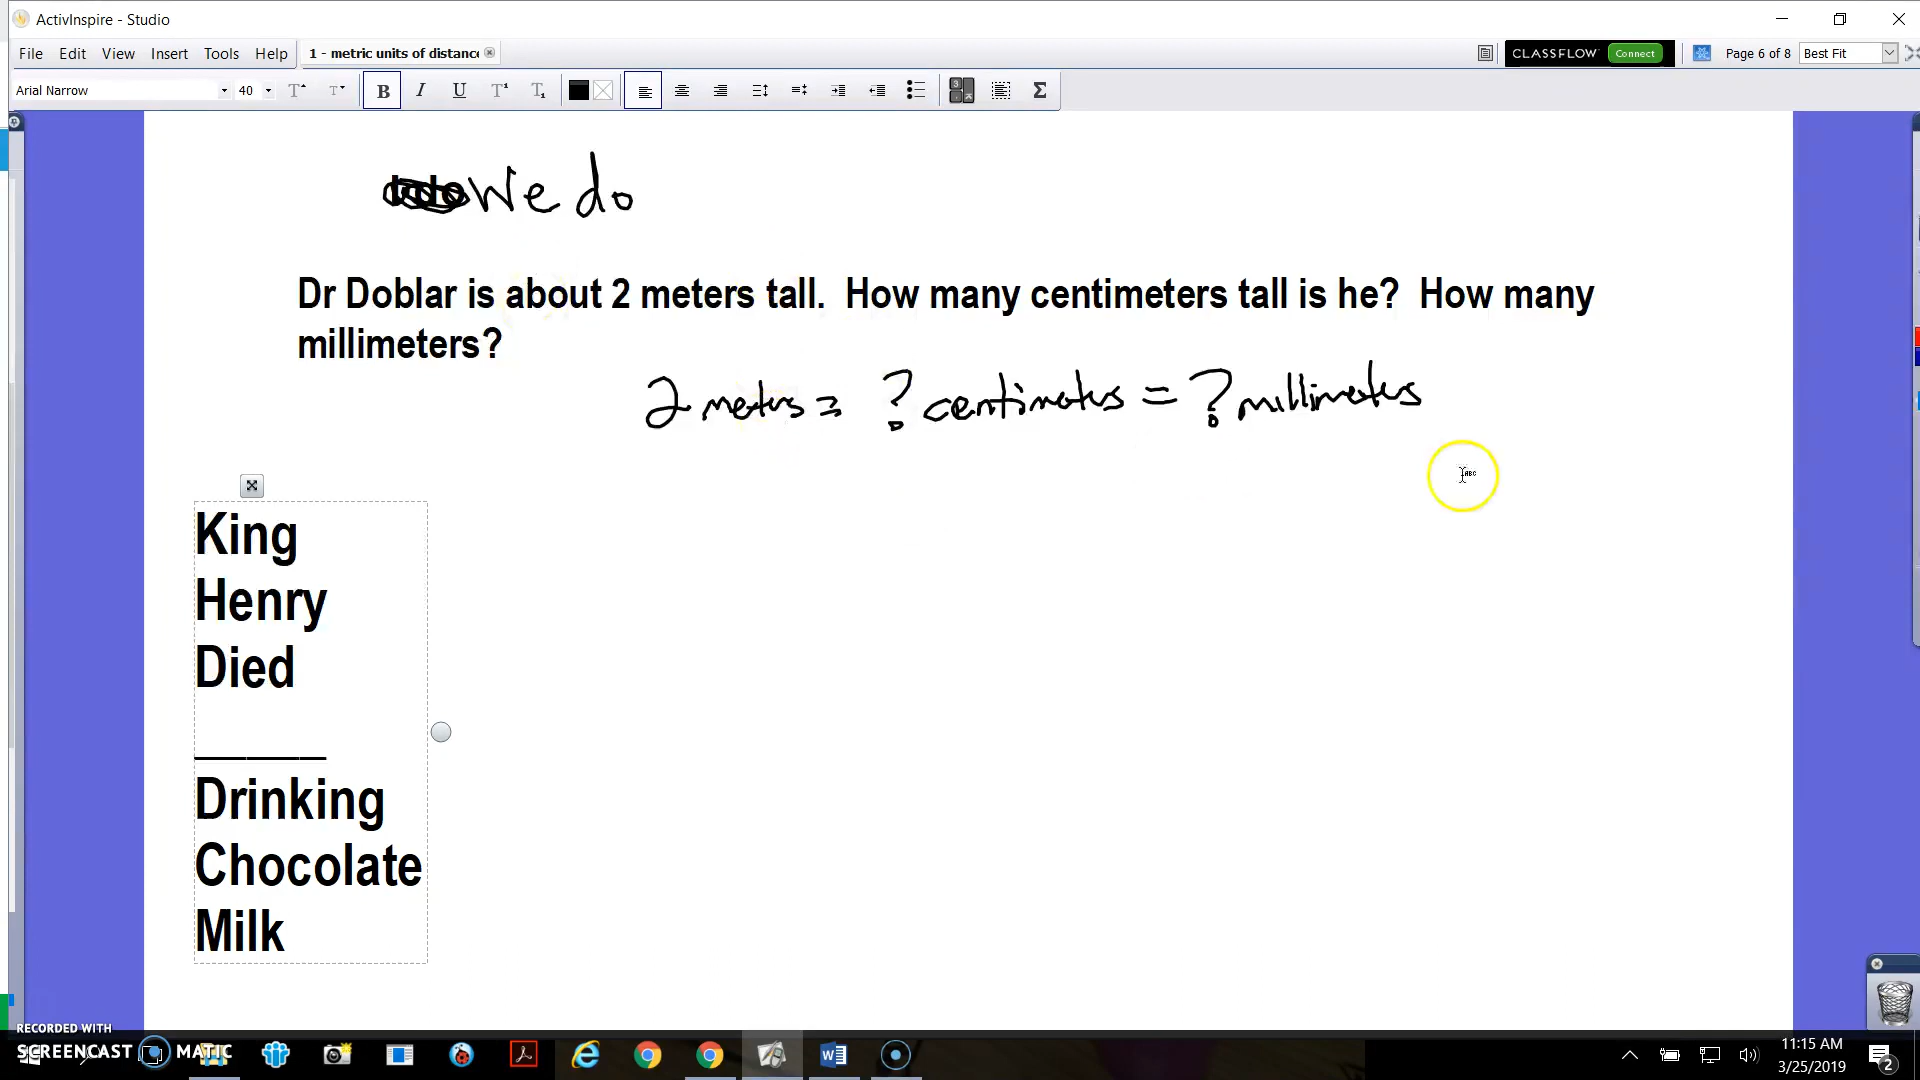 ActivInspire - Studio
File Edit View Insert Tools Help 1 - metric units of distanc CLASSFLOW Connect Page 6 of 8 Best Fit
Arial Narrow 40 B I U
We do
Dr Doblar is about 2 meters tall. How many centimeters tall is he? How many
millimeters?
2 meters = ? centimeters = ? millimeters
King
Henry
Died
______
Drinking
Chocolate
Milk
RECORDED WITH
SCREENCAST MATIC
11:15 AM
3/25/2019
2